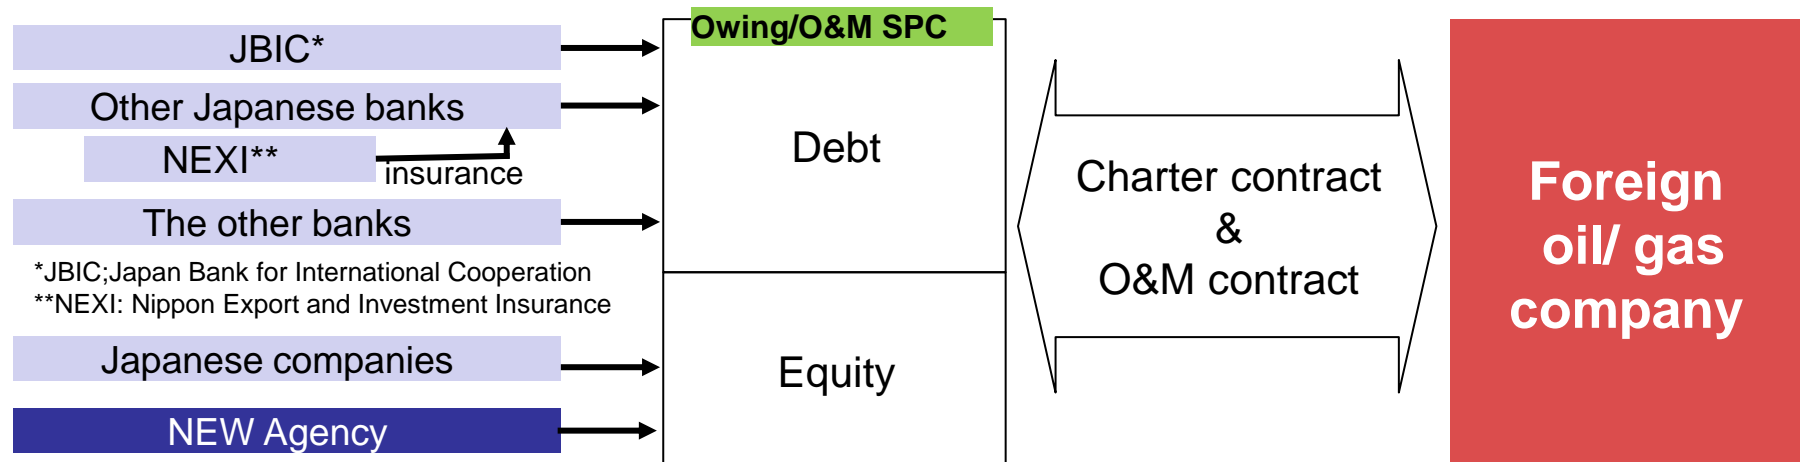 JBIC*
Other Japanese banks
NEXI**
insurance
The other banks
*JBIC;Japan Bank for International Cooperation
**NEXI: Nippon Export and Investment Insurance
Japanese companies
NEW Agency
Owing/O&M SPC
Debt
Equity
Charter contract
&
O&M contract
Foreign
oil/ gas
company